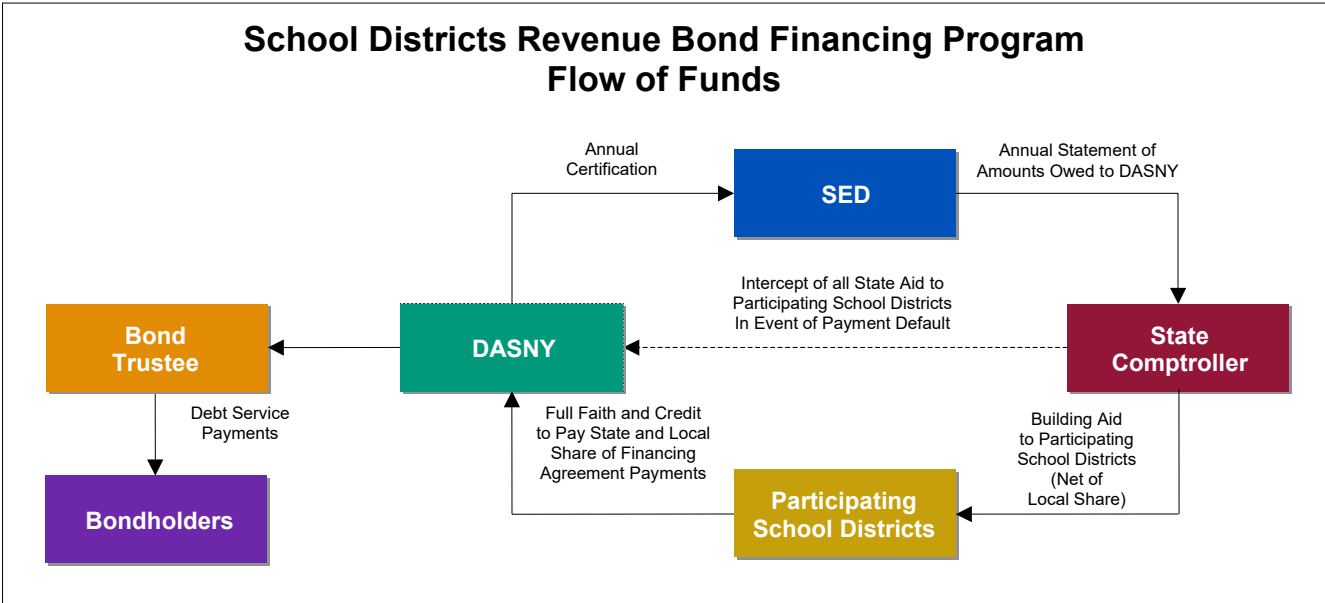 School Districts Revenue Bond Financing Program
Flow of Funds
Annual
Certification
SED
Annual Statement of
Amounts Owed to DASNY
Intercept of all State Aid to
Participating School Districts
In Event of Payment Default
Bond
Trustee
DASNY
State
Comptroller
Debt Service
Payments
Full Faith and Credit
to Pay State and Local
Share of Financing
Agreement Payments
Building Aid
to Participating
School Districts
(Net of
Local Share)
Bondholders
Participating
School Districts